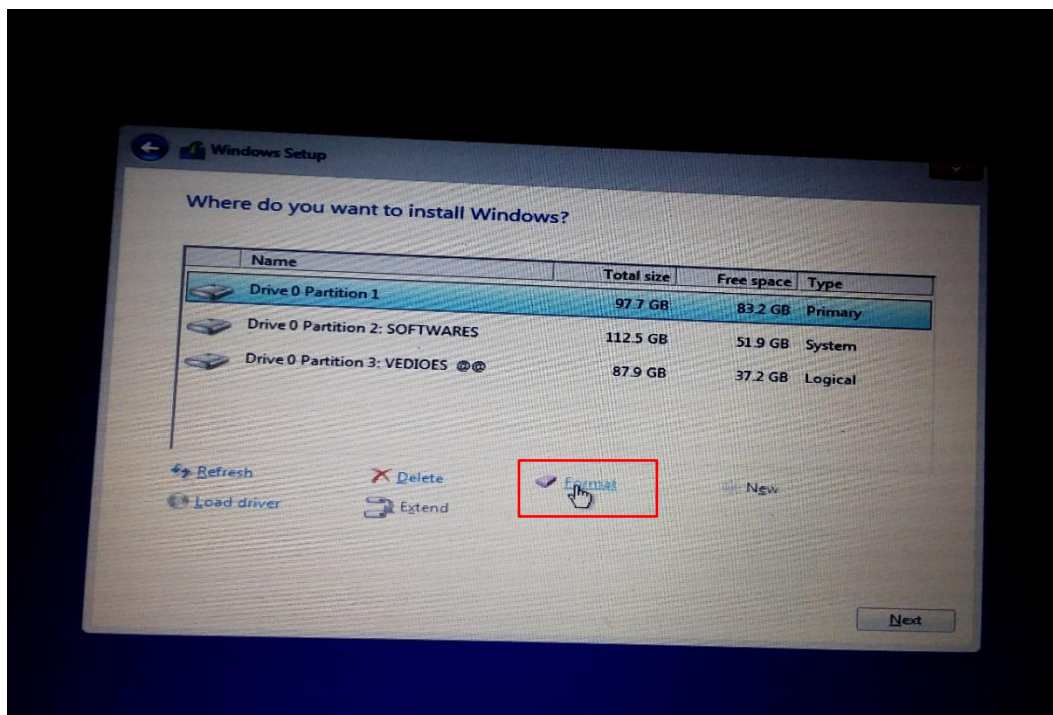 Windows Setup
Where do you want to install Windows?
Name Total size Free space Type
Drive 0 Partition 1 97.7 GB 83.2 GB Primary
Drive 0 Partition 2: SOFTWARES 112.5 GB 51.9 GB System
Drive 0 Partition 3: VEDIOES @@ 87.9 GB 37.2 GB Logical
Refresh Delete Format New
Load driver Extend
Next